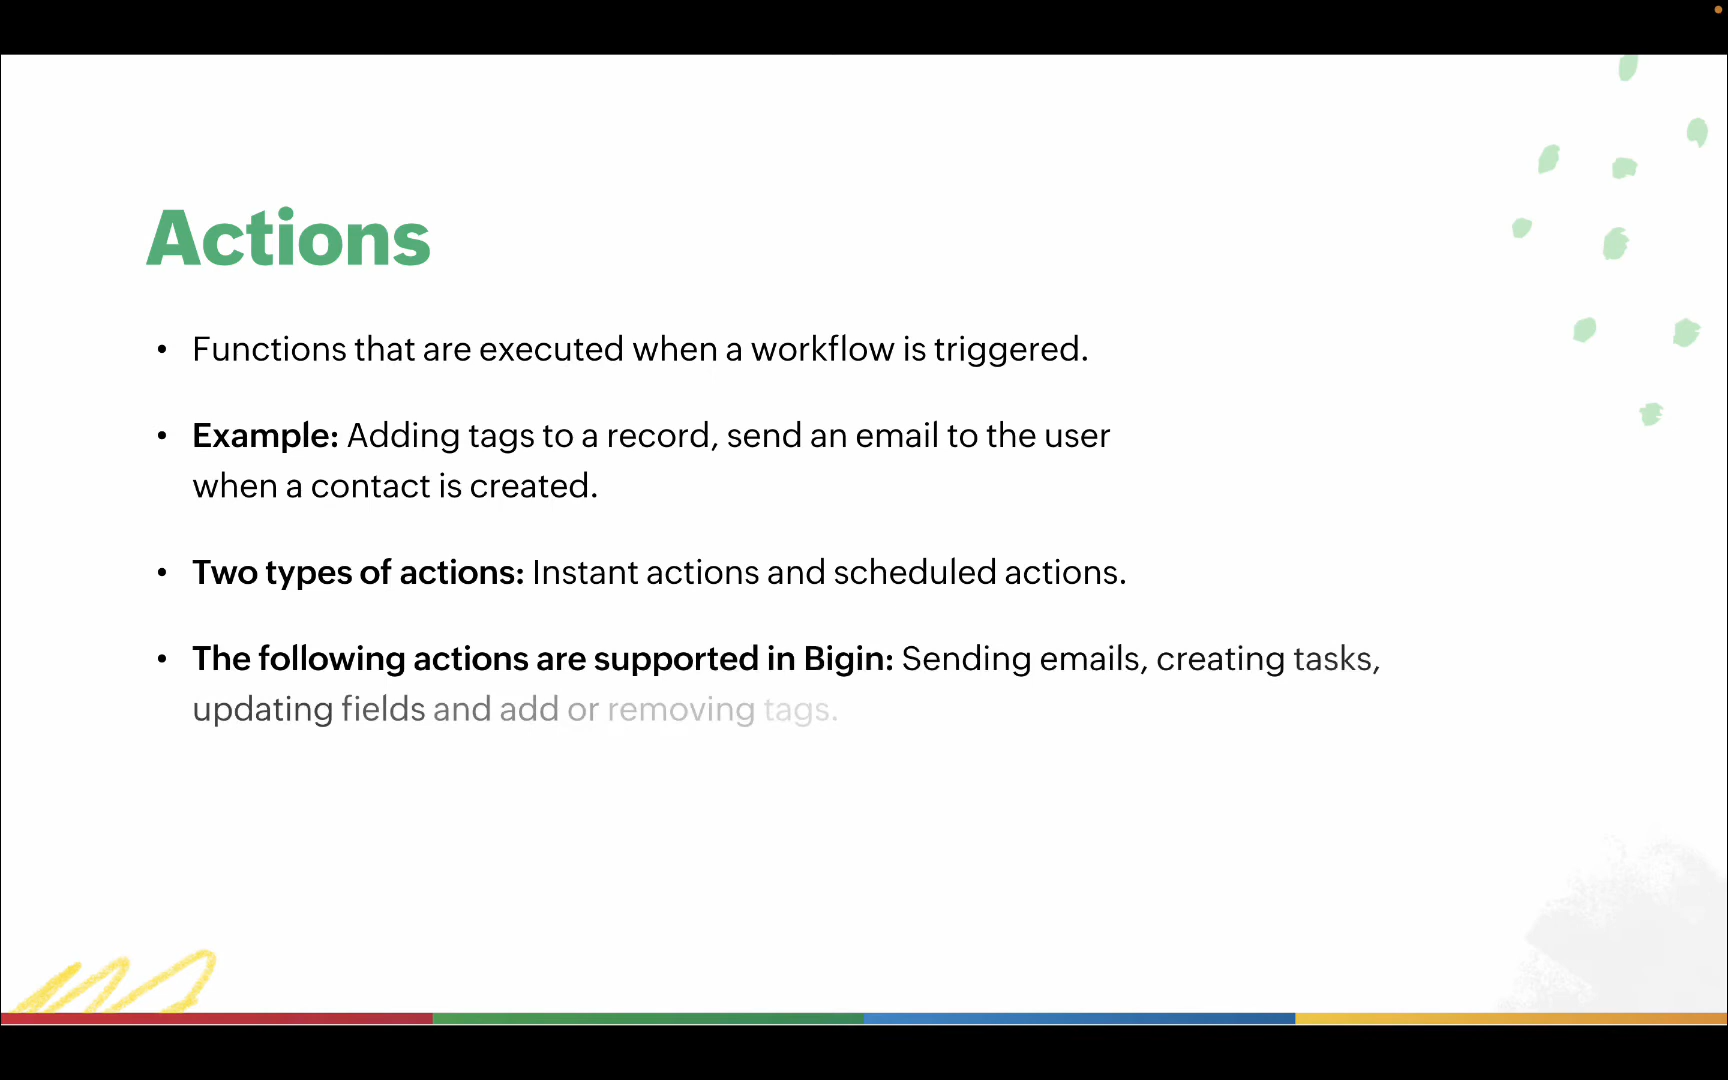 Actions
• Functions that are executed when a workflow is triggered.
• Example: Adding tags to a record, send an email to the user
when a contact is created.
• Two types of actions: Instant actions and scheduled actions.
• The following actions are supported in Bigin: Sending emails, creating tasks,
updating fields and add or removing tags.